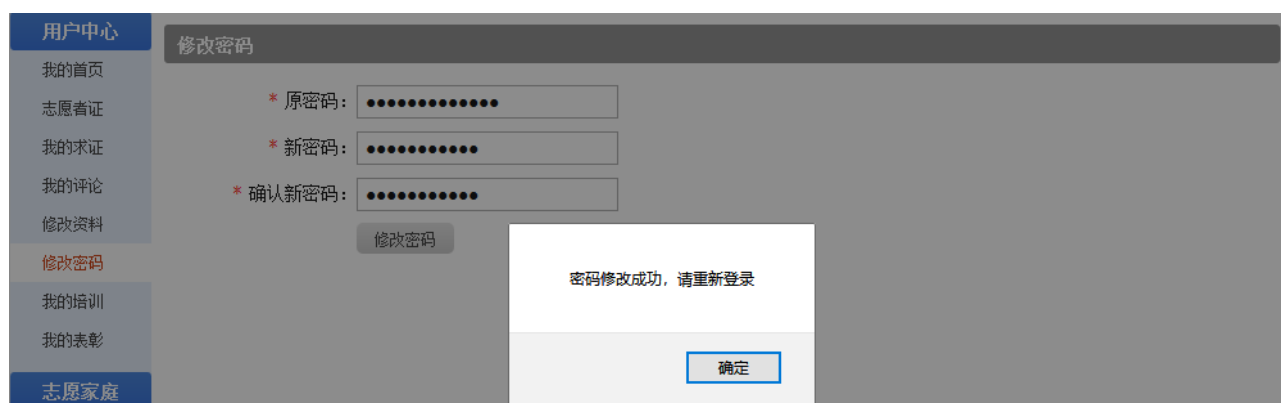 用户中心
我的首页
志愿者证
我的求证
我的评论
修改资料
修改密码
我的培训
我的表彰
志愿家庭
修改密码
* 原密码： ●●●●●●●●●●●●●
* 新密码： ●●●●●●●●●●●
* 确认新密码： ●●●●●●●●●●●
修改密码
密码修改成功，请重新登录
确定